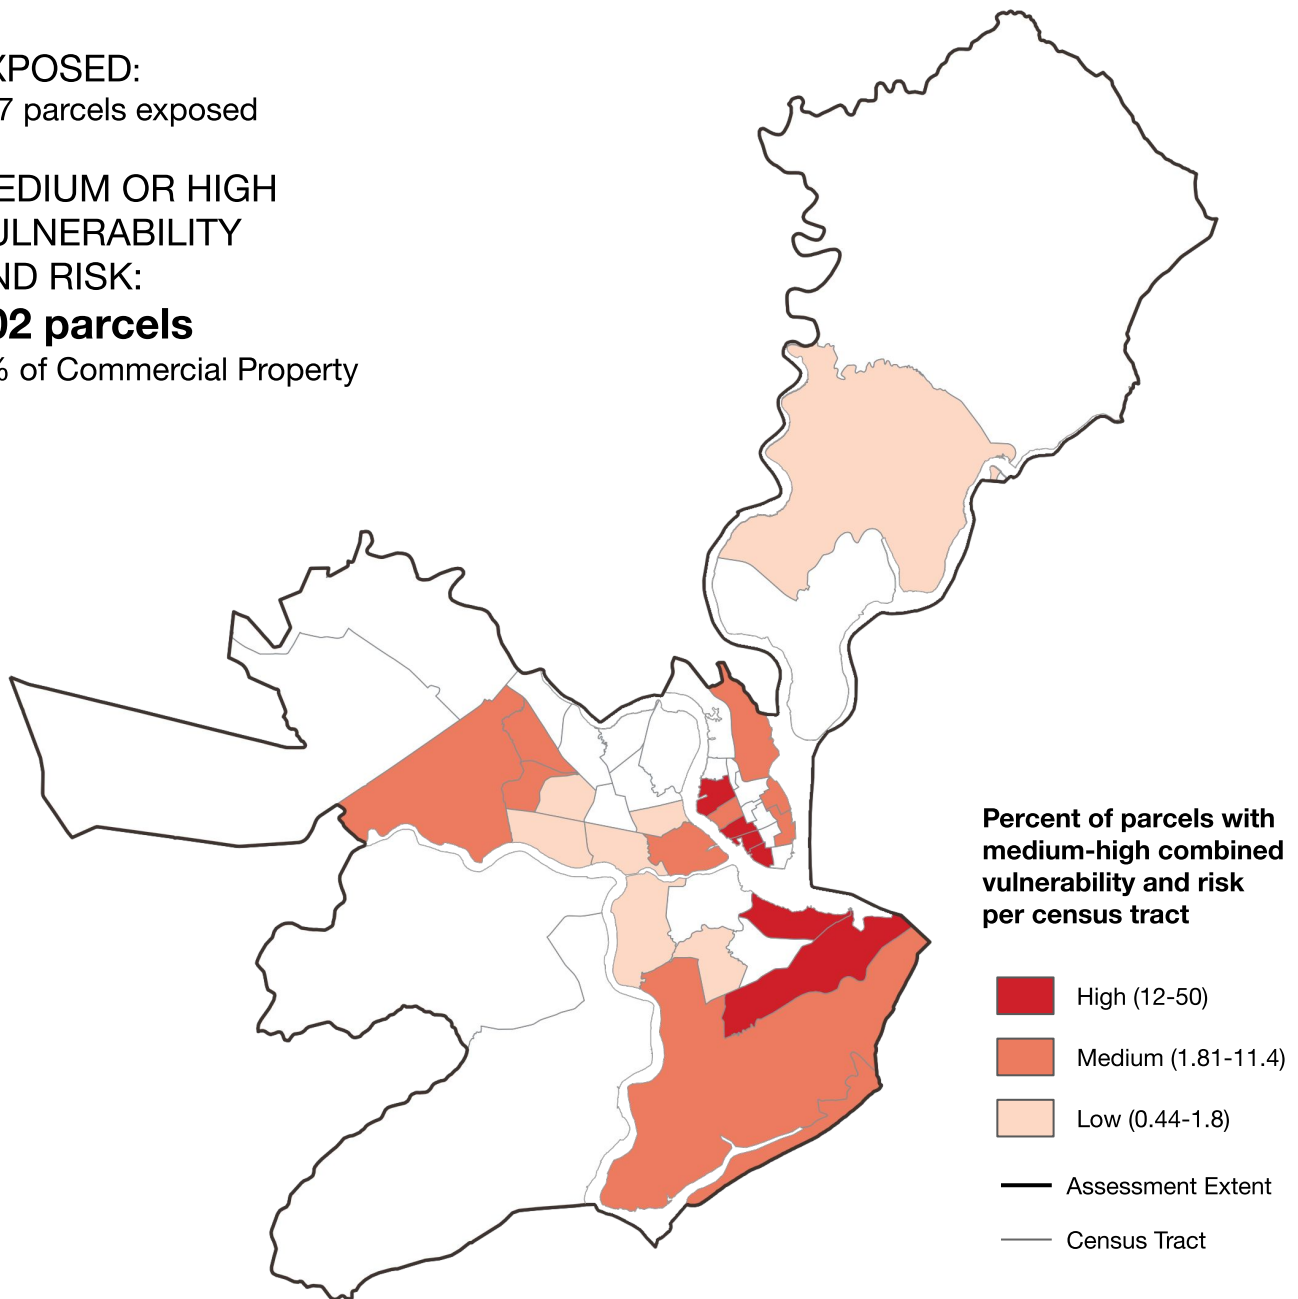 XPOSED:
7 parcels exposed
EDIUM OR HIGH
ULNERABILITY
ND RISK:
02 parcels
% of Commercial Property
Percent of parcels with
medium-high combined
vulnerability and risk
per census tract
High (12-50)
Medium (1.81-11.4)
Low (0.44-1.8)
Assessment Extent
Census Tract